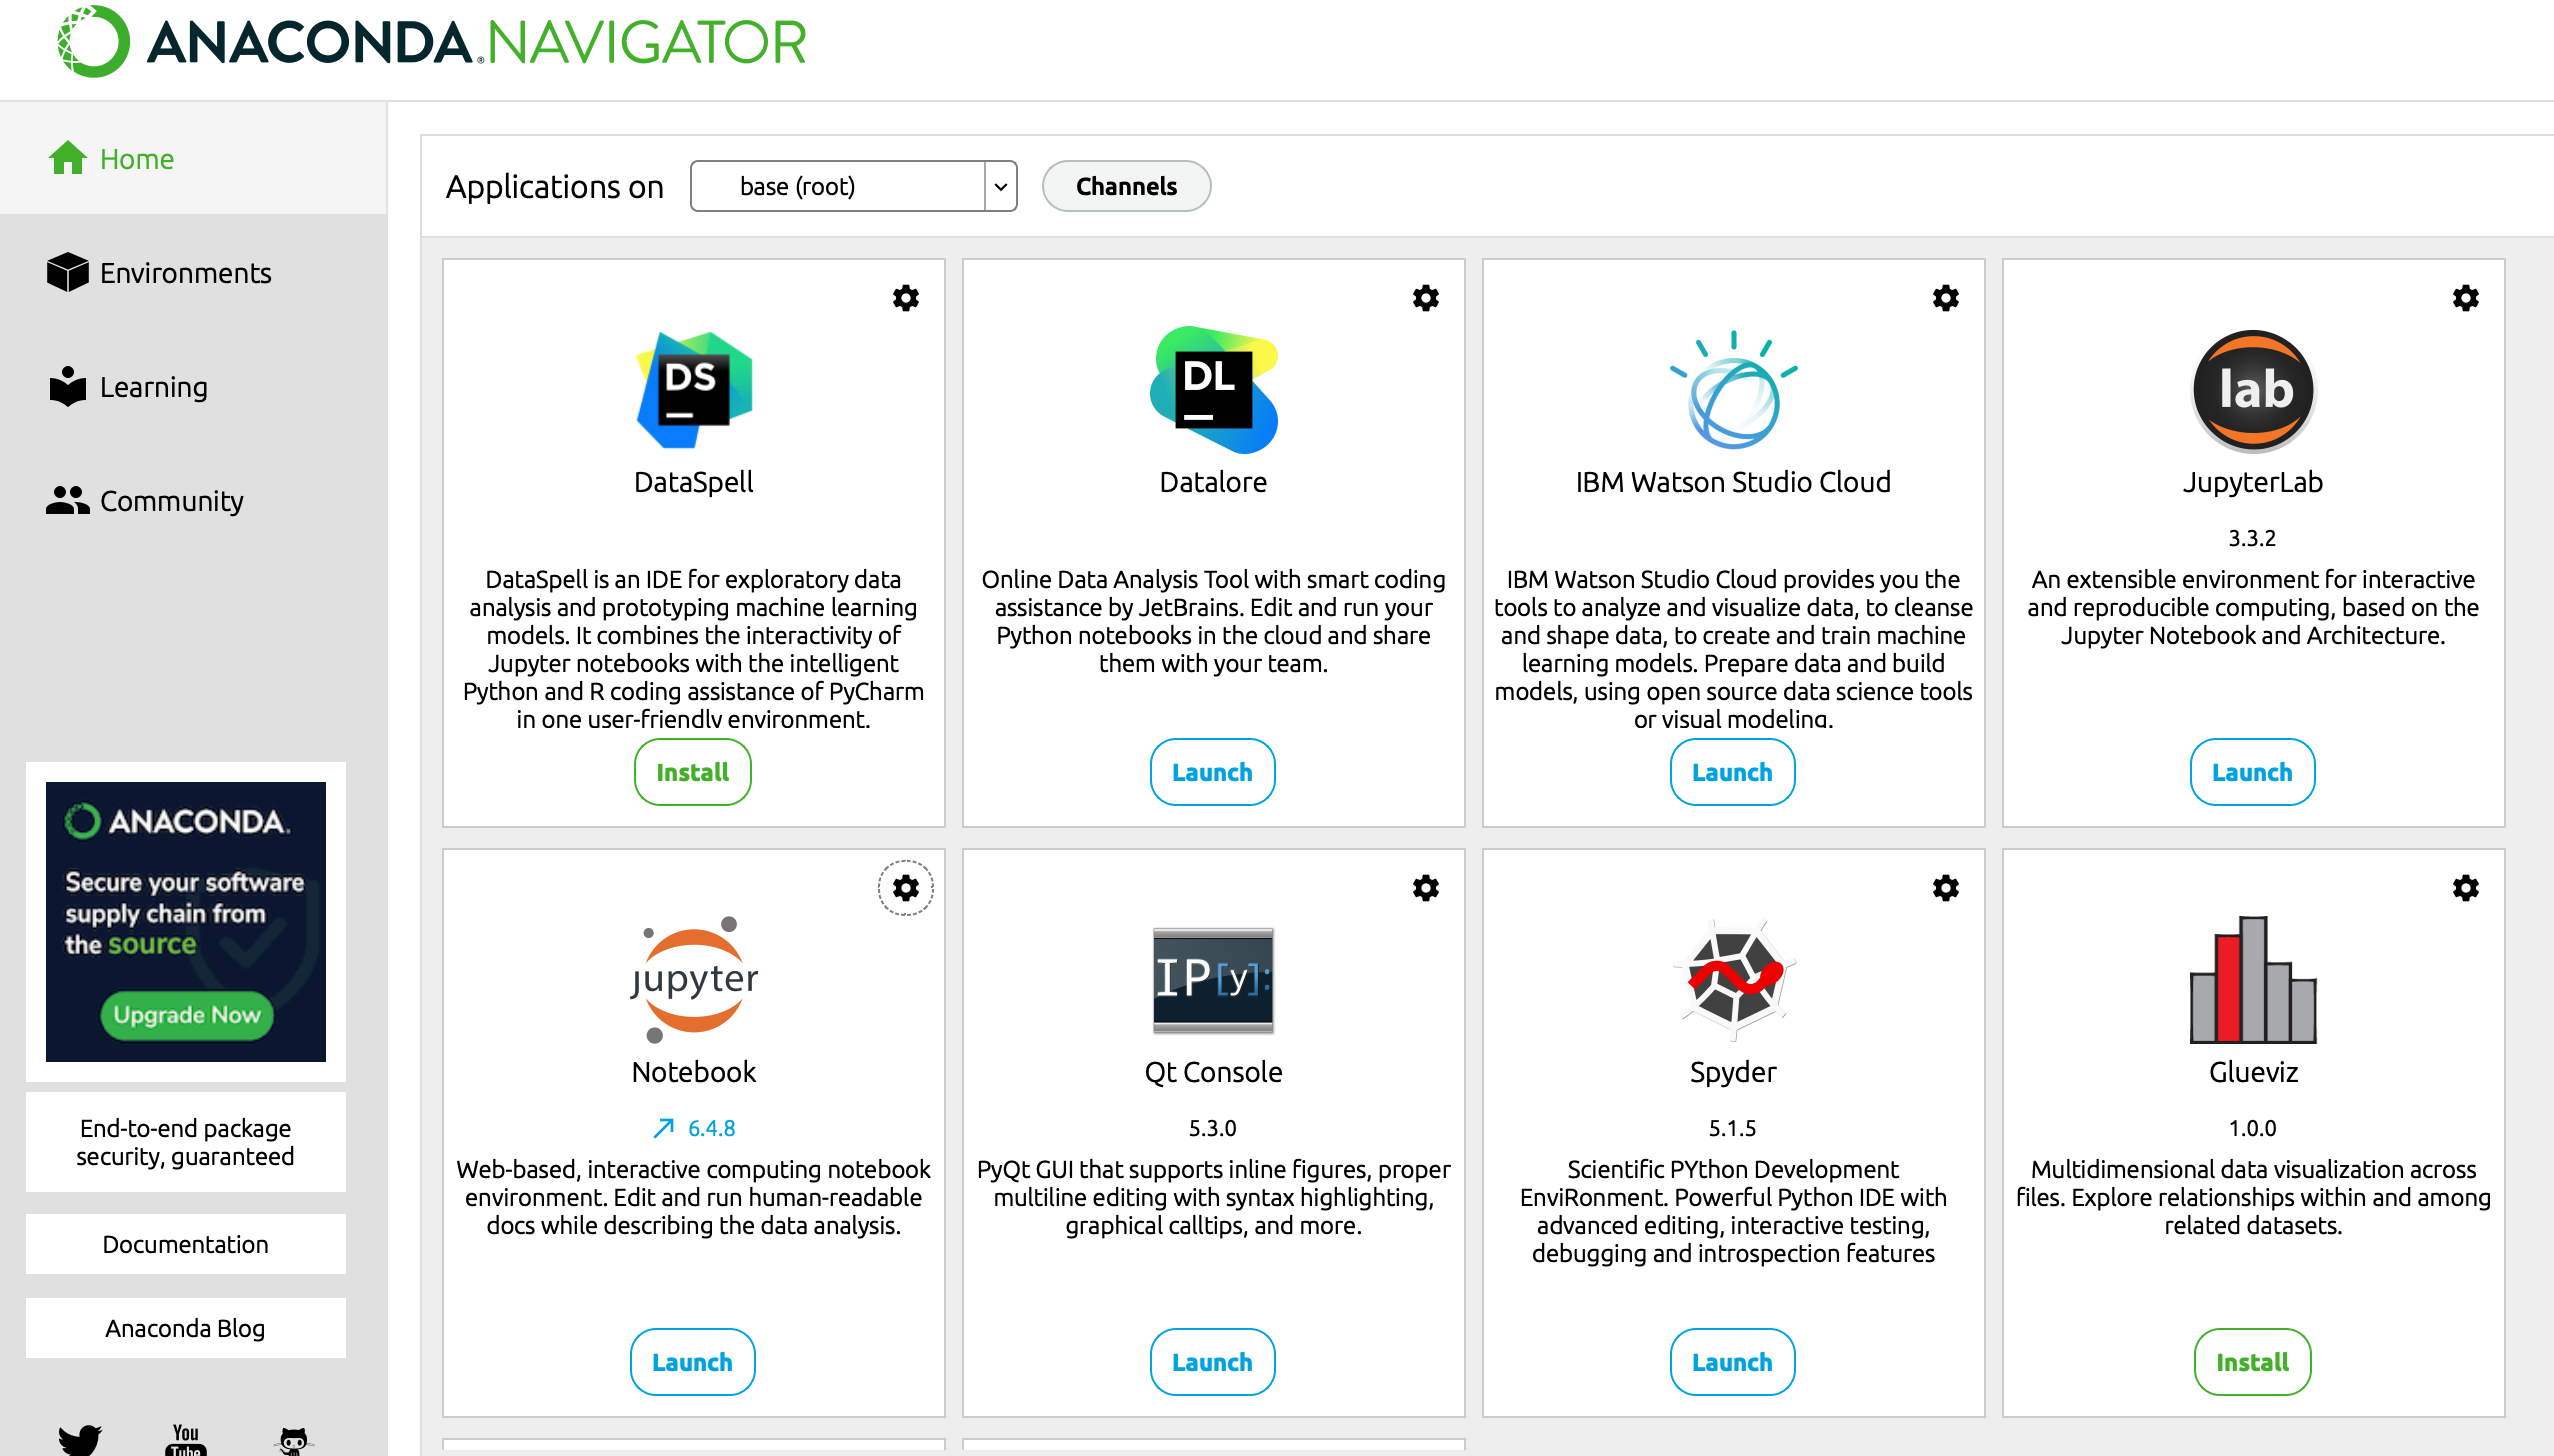 ANACONDA.NAVIGATOR
Home
Environments
Learning
Community
ANACONDA.
Secure your software
supply chain from
the source
Upgrade Now
End-to-end package
security, guaranteed
Documentation
Anaconda Blog
You
Tube
Applications on
base (root)
Channels
DS
DataSpell
DataSpell is an IDE for exploratory data
analysis and prototyping machine learning
models. It combines the interactivity of
Jupyter notebooks with the intelligent
Python and R coding assistance of PyCharm
in one user-friendly environment.
Install
DL
Datalore
Online Data Analysis Tool with smart coding
assistance by JetBrains. Edit and run your
Python notebooks in the cloud and share
them with your team.
Launch
IBM Watson Studio Cloud
IBM Watson Studio Cloud provides you the
tools to analyze and visualize data, to cleanse
and shape data, to create and train machine
learning models. Prepare data and build
models, using open source data science tools
or visual modeling.
Launch
lab
JupyterLab
3.3.2
An extensible environment for interactive
and reproducible computing, based on the
Jupyter Notebook and Architecture.
Launch
jupyter
Notebook
6.4.8
Web-based, interactive computing notebook
environment. Edit and run human-readable
docs while describing the data analysis.
Launch
IP[y]:
Qt Console
5.3.0
PyQt GUI that supports inline figures, proper
multiline editing with syntax highlighting,
graphical calltips, and more.
Launch
Spyder
5.1.5
Scientific PYthon Development
EnviRonment. Powerful Python IDE with
advanced editing, interactive testing,
debugging and introspection features
Launch
Glueviz
1.0.0
Multidimensional data visualization across
files. Explore relationships within and among
related datasets.
Install